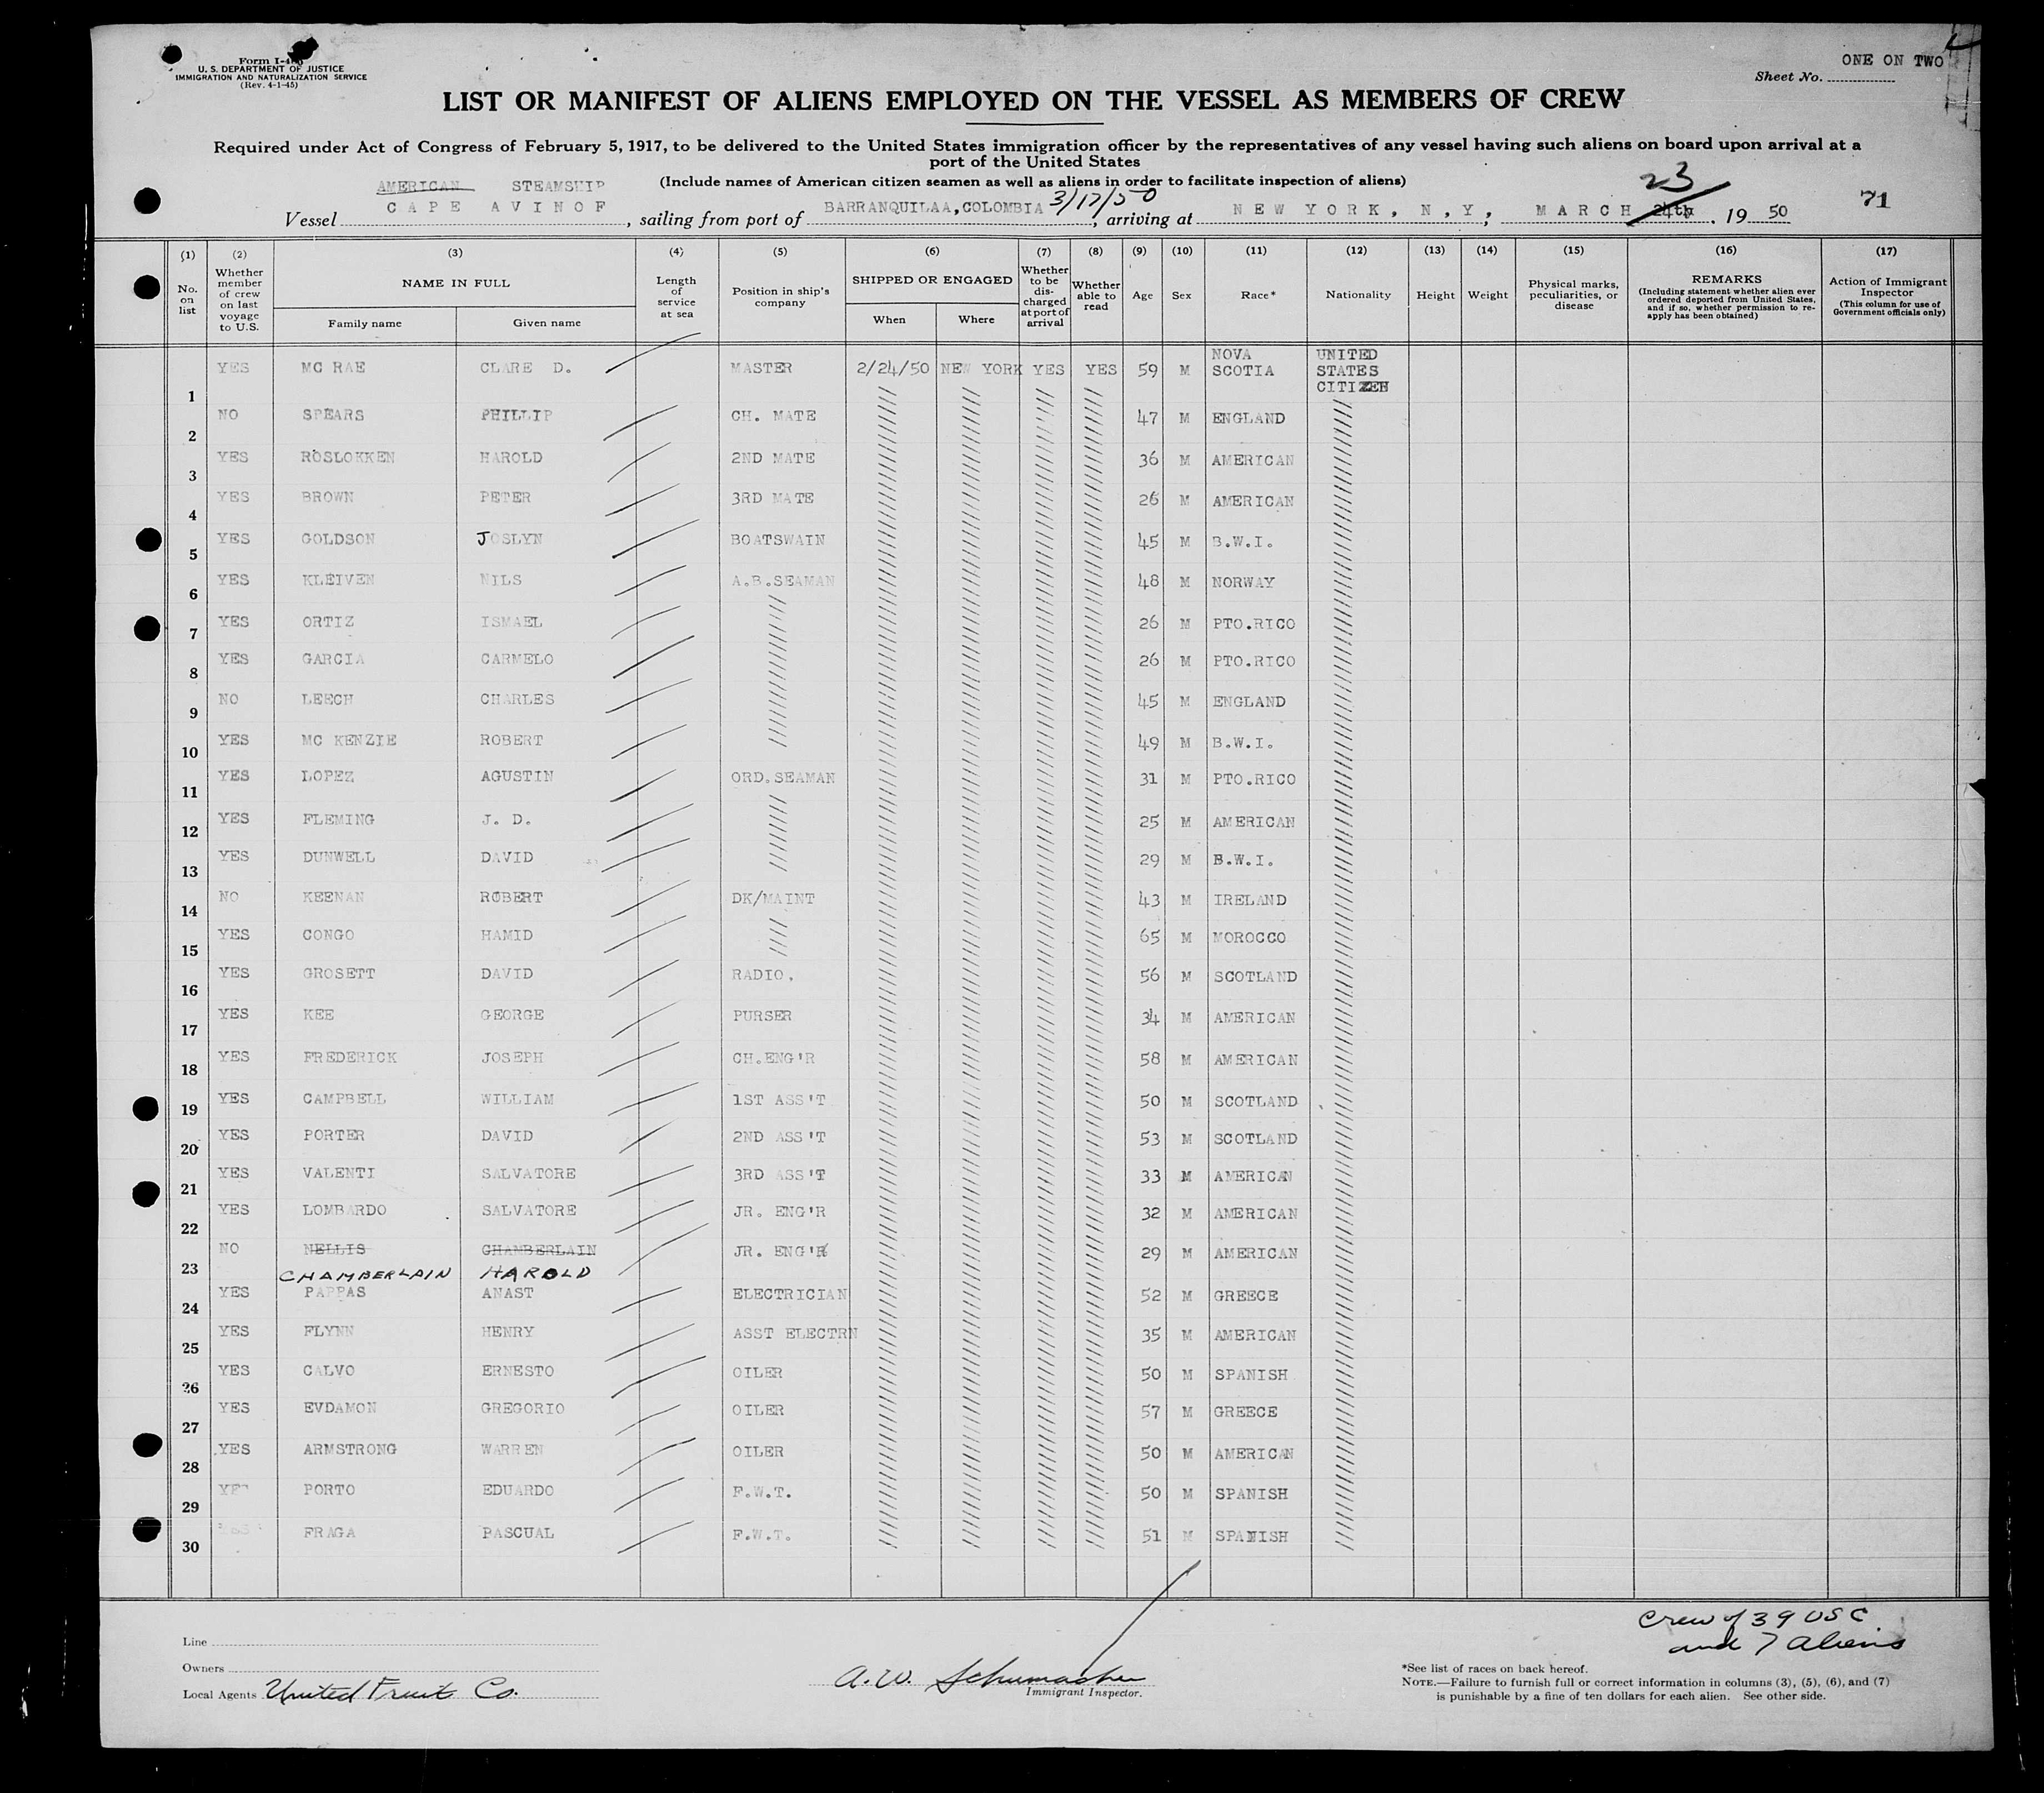 Form I-480
U. S. DEPARTMENT OF JUSTICE
IMMIGRATION AND NATURALIZATION SERVICE
(Rev. 4-1-45)
ONE ON TWO
Sheet No.
LIST OR MANIFEST OF ALIENS EMPLOYED ON THE VESSEL AS MEMBERS OF CREW
Required under Act of Congress of February 5, 1917, to be delivered to the United States immigration officer by the representatives of any vessel having such aliens on board upon arrival at a
port of the United States
(Include names of American citizen seamen as well as aliens in order to facilitate inspection of aliens)
AMERICAN STEAMSHIP
23
Vessel CAPE AVINOF, sailing from port of BARRANQUILAA, COLOMBIA 3/17/50, arriving at NEW YORK, N,Y, MARCH 24th, 1950 71
(1) (2) (3) (4) (5) (6) (7) (8) (9) (10) (11) (12) (13) (14) (15) (16) (17)
No. on list
Whether member of crew on last voyage to U.S.
NAME IN FULL
Family name Given name
Length of service at sea
Position in ship's company
SHIPPED OR ENGAGED
When Where
Whether to be discharged at port of arrival
Whether able to read
Age
Sex
Race*
Nationality
Height
Weight
Physical marks, peculiarities, or disease
REMARKS
(Including statement whether alien ever ordered deported from United States, and if so, whether permission to re-apply has been obtained)
Action of Immigrant Inspector
(This column for use of Government officials only)
1 YES MC RAE CLARE D. MASTER 2/24/50 NEW YORK YES YES 59 M NOVA SCOTIA UNITED STATES CITIZEN
2 NO SPEARS PHILLIP CH. MATE 47 M ENGLAND
3 YES ROSLOKKEN HAROLD 2ND MATE 36 M AMERICAN
4 YES BROWN PETER 3RD MATE 26 M AMERICAN
5 YES GOLDSON JOSLYN BOATSWAIN 45 M B.W.I.
6 YES KLEIVEN NILS A.B.SEAMAN 48 M NORWAY
7 YES ORTIZ ISMAEL 26 M PTO.RICO
8 YES GARCIA CARMELO 26 M PTO.RICO
9 NO LEECH CHARLES 45 M ENGLAND
10 YES MC KENZIE ROBERT 49 M B.W.I.
11 YES LOPEZ AGUSTIN ORD.SEAMAN 31 M PTO.RICO
12 YES FLEMING J. D. 25 M AMERICAN
13 YES DUNWELL DAVID 29 M B.W.I.
14 NO KEENAN ROBERT DK/MAINT 43 M IRELAND
15 YES CONGO HAMID 65 M MOROCCO
16 YES GROSETT DAVID RADIO. 56 M SCOTLAND
17 YES KEE GEORGE PURSER 34 M AMERICAN
18 YES FREDERICK JOSEPH CH.ENG'R 58 M AMERICAN
19 YES CAMPBELL WILLIAM 1ST ASS'T 50 M SCOTLAND
20 YES PORTER DAVID 2ND ASS'T 53 M SCOTLAND
21 YES VALENTI SALVATORE 3RD ASS'T 33 M AMERICAN
22 YES LOMBARDO SALVATORE JR. ENG'R 32 M AMERICAN
23 NO NELLIS CHAMBERLAIN JR. ENG'R 29 M AMERICAN
CHAMBERLAIN HAROLD
24 YES PAPPAS ANAST ELECTRICIAN 52 M GREECE
25 YES FLYNN HENRY ASST ELECTRN 35 M AMERICAN
26 YES CALVO ERNESTO OILER 50 M SPANISH
27 YES EVDAMON GREGORIO OILER 57 M GREECE
28 YES ARMSTRONG WARREN OILER 50 M AMERICAN
29 YES PORTO EDUARDO F.W.T. 50 M SPANISH
30 FRAGA PASCUAL F.W.T. 51 M SPANISH
Crew of 39 USC
and 7 aliens
Line
Owners
Local Agents United Fruit Co.
A.W. Schumacher
Immigrant Inspector.
*See list of races on back hereof.
NOTE.—Failure to furnish full or correct information in columns (3), (5), (6), and (7)
is punishable by a fine of ten dollars for each alien. See other side.